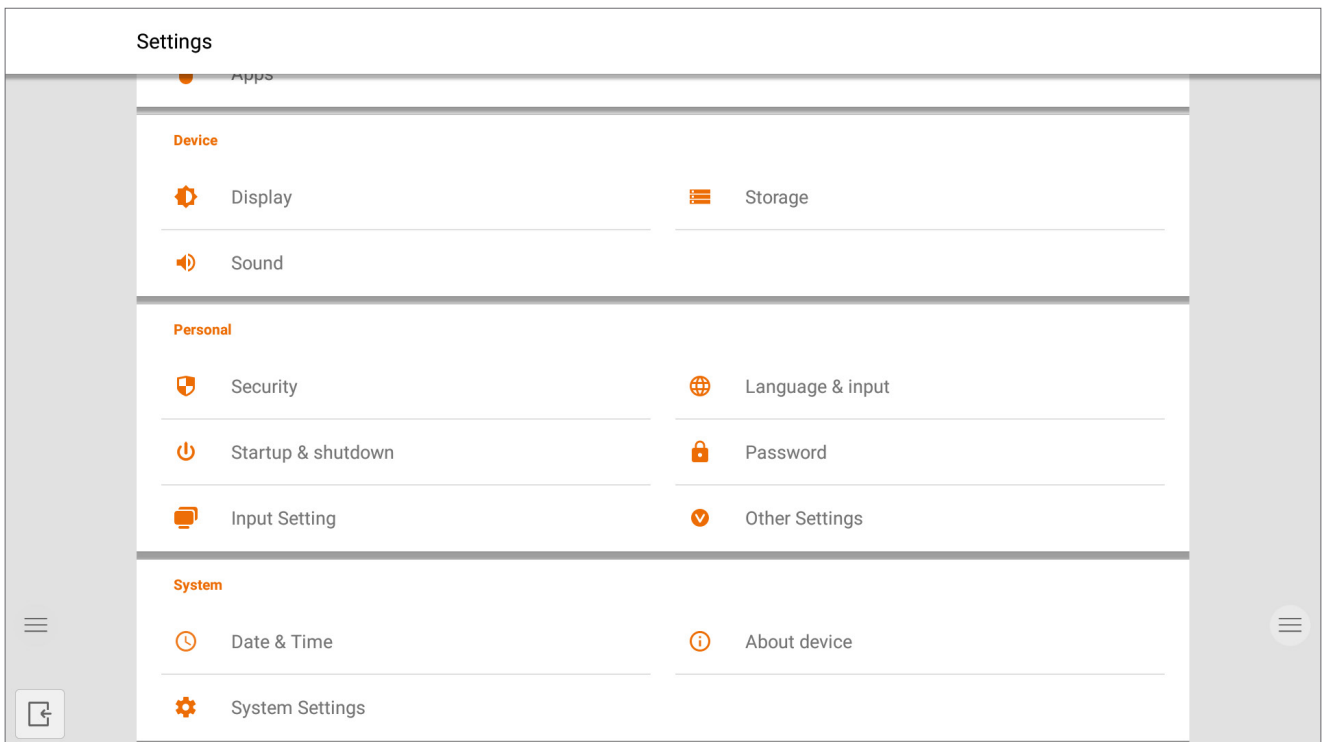 Settings
Apps
Device
Display
Storage
Sound
Personal
Security
Language & input
Startup & shutdown
Password
Input Setting
Other Settings
System
Date & Time
About device
System Settings